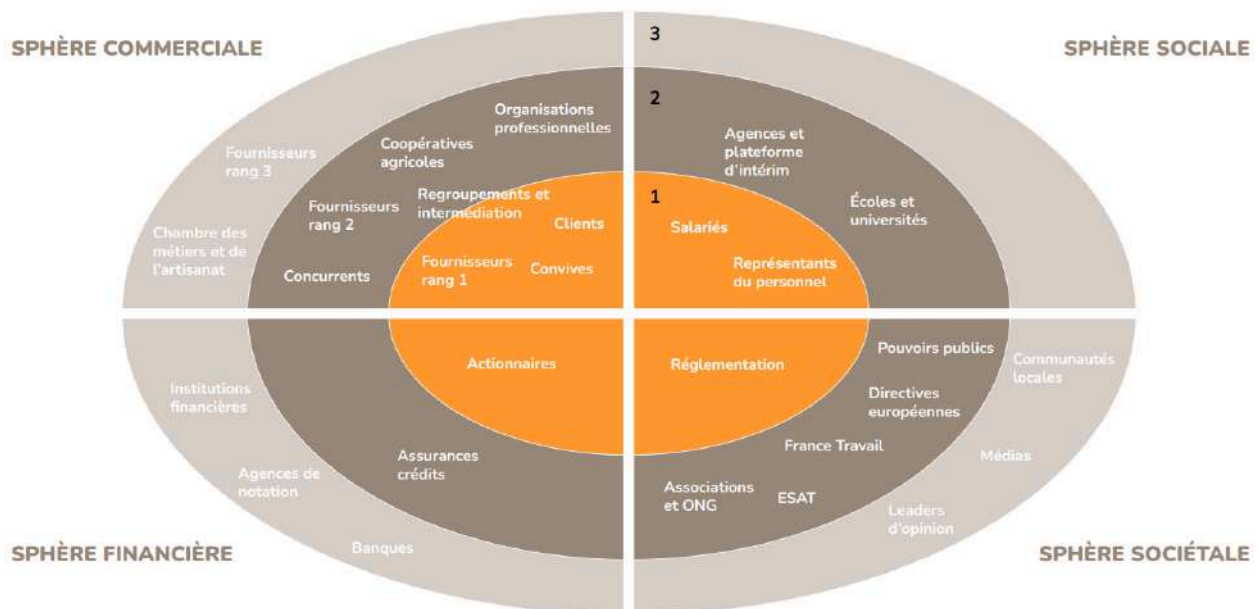 SPHÈRE COMMERCIALE
3
SPHÈRE SOCIALE
2
Organisations
professionnelles
Coopératives
agricoles
Agences et
plateforme
d'intérim
Fournisseurs
rang 3
Regroupements et
intermédiation
1
Fournisseurs
rang 2
Clients
Salariés
Écoles et
universités
Chambre des
métiers et de
l'artisanat
Concurrents
Fournisseurs
rang 1
Convives
Représentants
du personnel
Actionnaires
Réglementation
Pouvoirs publics
Communautés
locales
Institutions
financières
Directives
européennes
France Travail
Assurances
crédits
Médias
Agences de
notation
Associations
et ONG
ESAT
Leaders
d'opinion
Banques
SPHÈRE FINANCIÈRE
SPHÈRE SOCIÉTALE